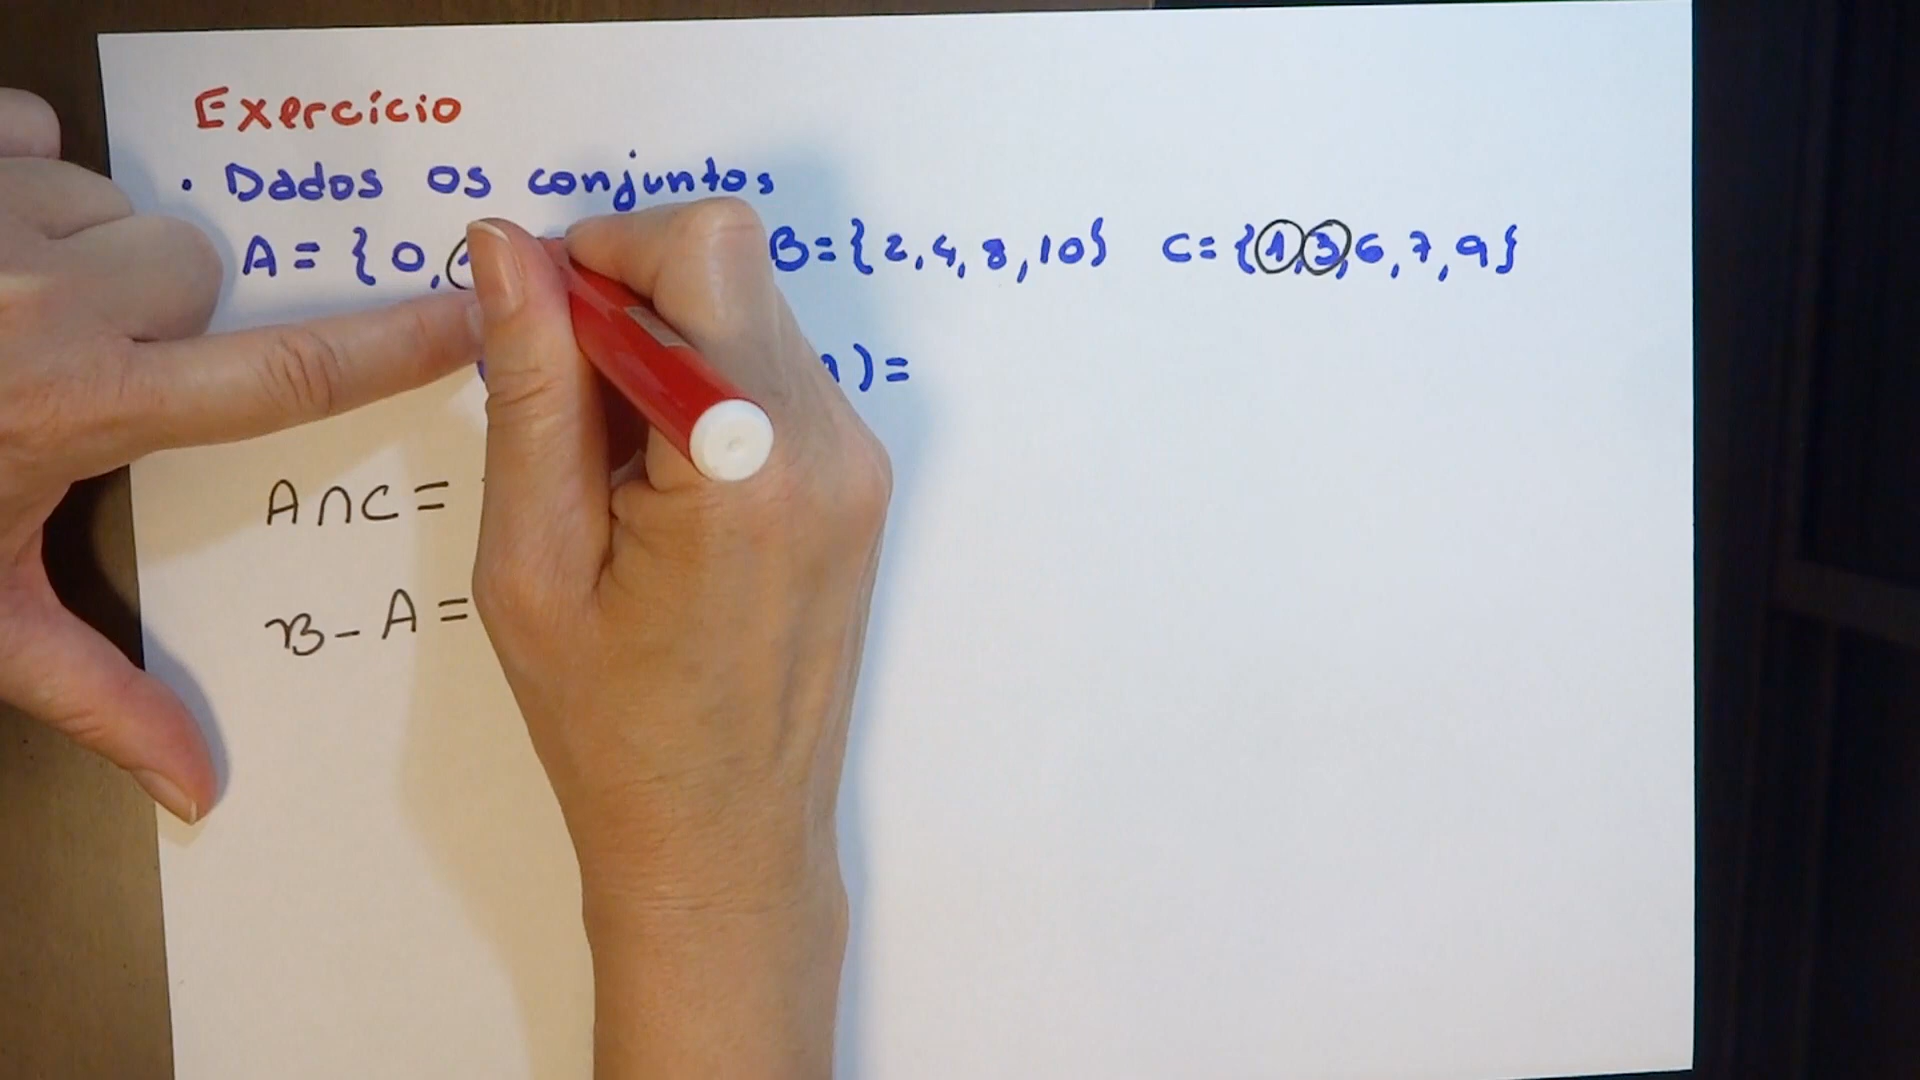 Exercício
• Dados os conjuntos
A = { 0, B = {2, 4, 8, 10} C = {1, 3, 6, 7, 9}
) =
A ∩ C =
B - A =